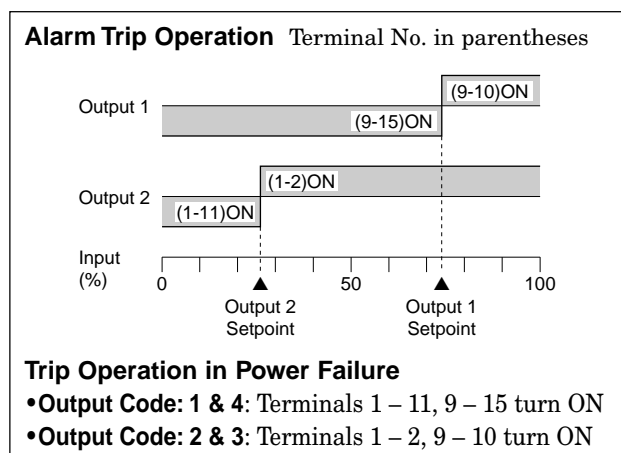 Alarm Trip Operation Terminal No. in parentheses
(9-10)ON
Output 1
(9-15)ON
(1-2)ON
Output 2
(1-11)ON
Input
(%)
0
50
100
Output 2
Setpoint
Output 1
Setpoint
Trip Operation in Power Failure
•Output Code: 1 & 4: Terminals 1 – 11, 9 – 15 turn ON
•Output Code: 2 & 3: Terminals 1 – 2, 9 – 10 turn ON